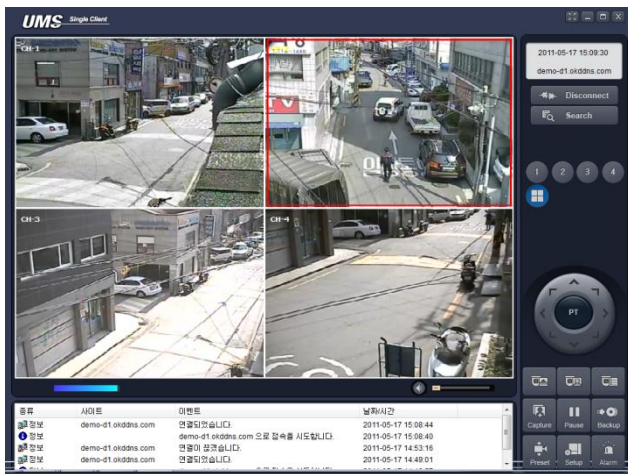 UMS Single Client
2011-05-17 15:09:30
demo-d1.okddns.com
Disconnect
Search
1 2 3 4
CH-1
CH-3
CH-4
PT
Capture Pause Backup
Preset Setup Alarm
종류 사이트 이벤트 날짜/시간
정보 demo-d1.okddns.com 연결되었습니다. 2011-05-17 15:08:44
정보 demo-d1.okddns.com 으로 접속를 시도합니다. 2011-05-17 15:08:40
정보 demo-d1.okddns.com 연결이 끊겼습니다. 2011-05-17 14:53:16
정보 demo-d1.okddns.com 연결되었습니다. 2011-05-17 14:49:01